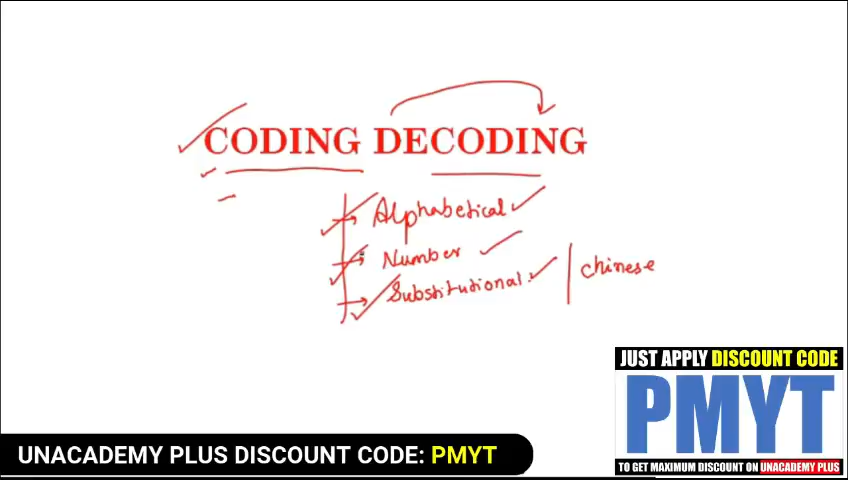 CODING DECODING
Alphabetical
Number
Substitutional / Chinese
JUST APPLY DISCOUNT CODE
PMYT
TO GET MAXIMUM DISCOUNT ON UNACADEMY PLUS
UNACADEMY PLUS DISCOUNT CODE: PMYT